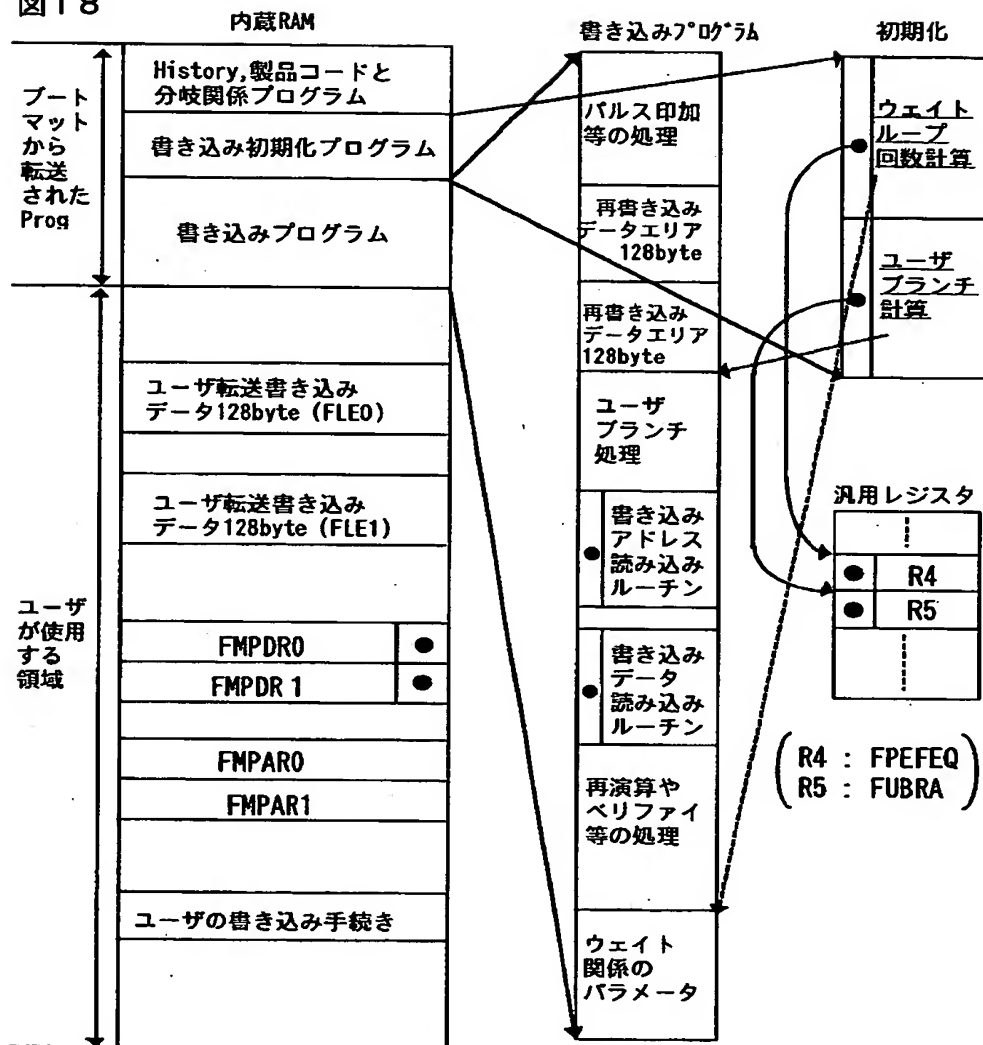 図18
内蔵RAM
ブート
マット
から
転送
された
Prog
History,製品コードと
分岐関係プログラム
書き込み初期化プログラム
書き込みプログラム
ユーザ
が使用
する
領域
ユーザ転送書き込み
データ128byte (FLE0)
ユーザ転送書き込み
データ128byte (FLE1)
FMPDR0
FMPDR 1
FMPAR0
FMPAR1
ユーザの書き込み手続き
書き込みプログラム
パルス印加
等の処理
再書き込み
データエリア
128byte
再書き込み
データエリア
128byte
ユーザ
ブランチ
処理
書き込み
アドレス
読み込み
ルーチン
書き込み
データ
読み込み
ルーチン
再演算や
ベリファイ
等の処理
ウェイト
関係の
パラメータ
初期化
ウェイト
ループ
回数計算
ユーザ
ブランチ
計算
汎用レジスタ
R4
R5
R4 : FPEFEQ
R5 : FUBRA